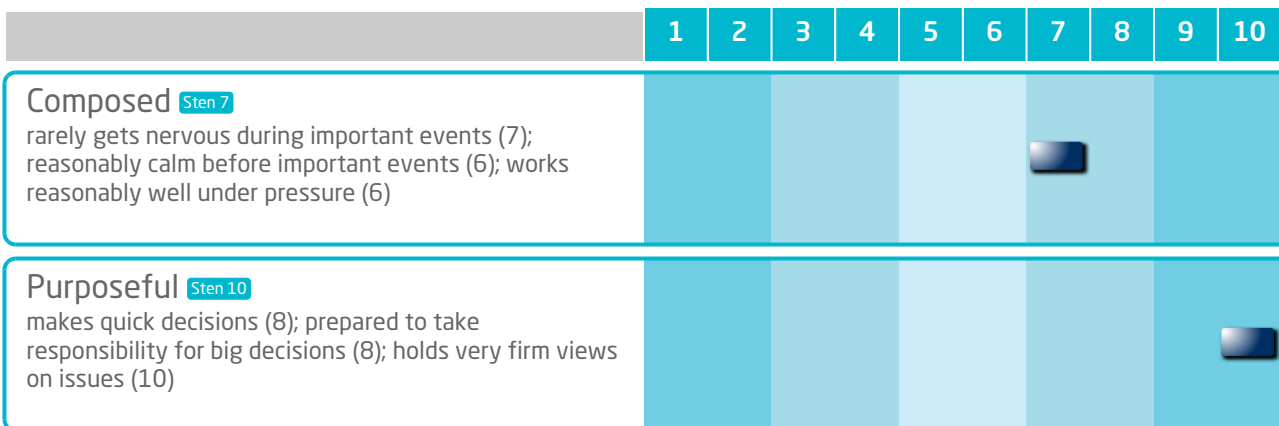 1 2 3 4 5 6 7 8 9 10
Composed Sten 7
rarely gets nervous during important events (7);
reasonably calm before important events (6); works
reasonably well under pressure (6)
Purposeful Sten 10
makes quick decisions (8); prepared to take
responsibility for big decisions (8); holds very firm views
on issues (10)